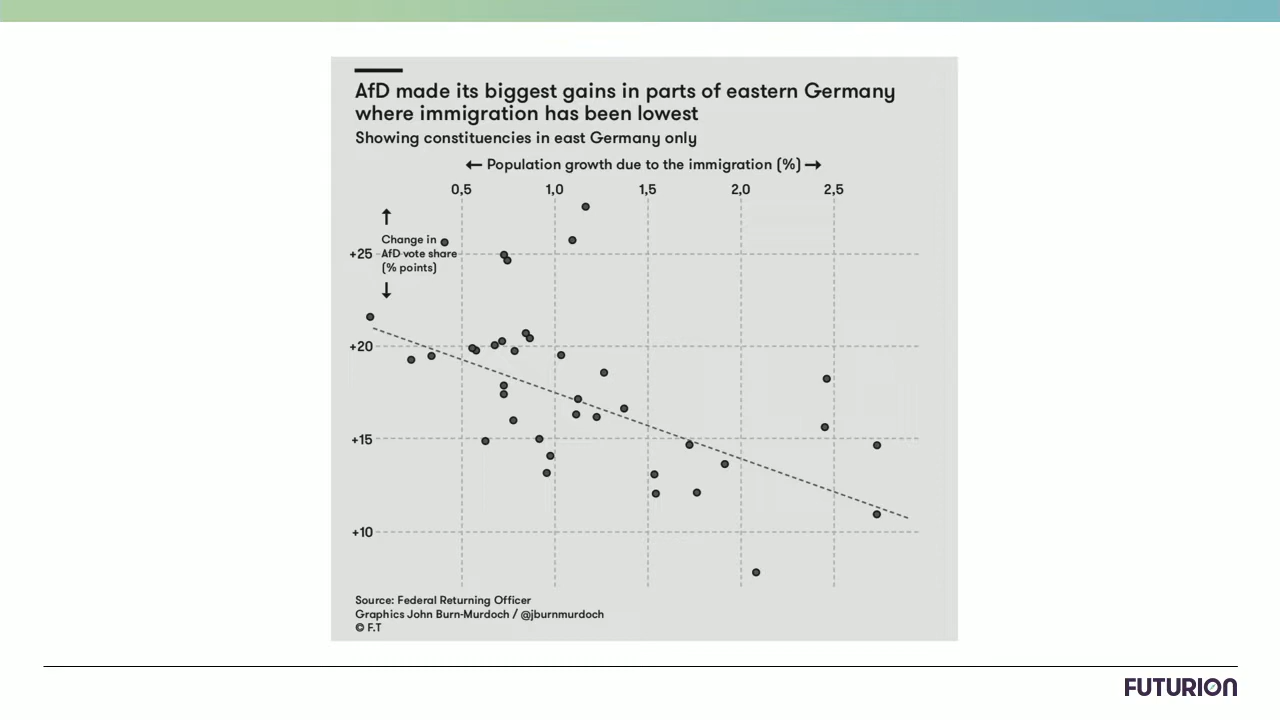 AfD made its biggest gains in parts of eastern Germany
where immigration has been lowest
Showing constituencies in east Germany only
← Population growth due to the immigration (%) →
0,5 1,0 1,5 2,0 2,5
Change in
+25 AfD vote share
(% points)
+20
+15
+10
Source: Federal Returning Officer
Graphics John Burn-Murdoch / @jburnmurdoch
© F.T
FUTURION